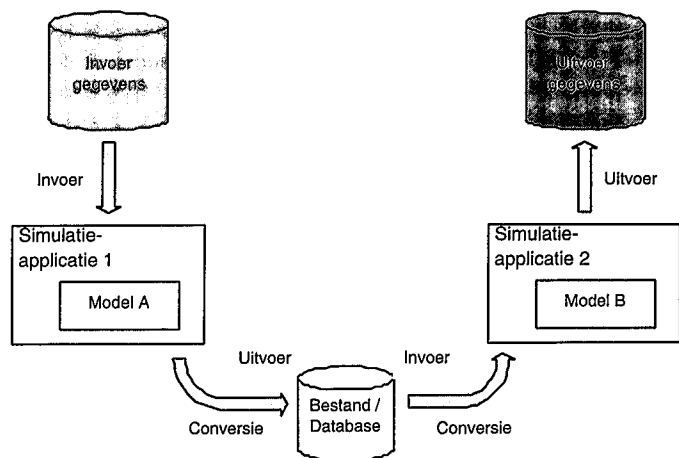 Invoer
gegevens
Uitvoer
gegevens
Invoer
Uitvoer
Simulatie-
applicatie 1
Model A
Simulatie-
applicatie 2
Model B
Uitvoer
Invoer
Bestand /
Database
Conversie
Conversie